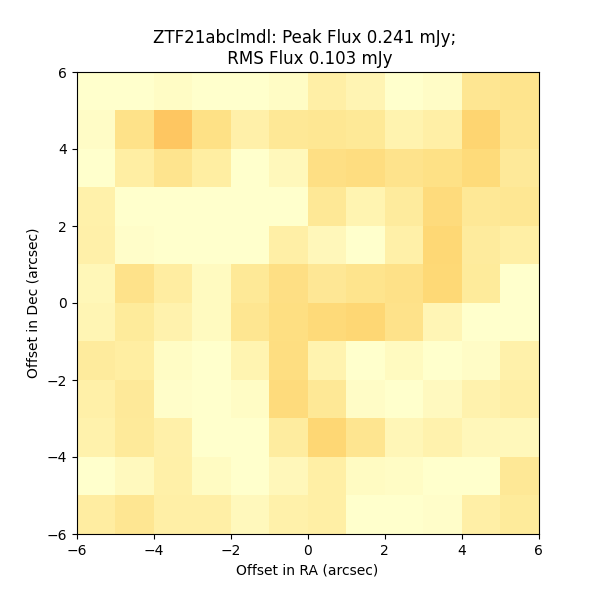 ZTF21abclmdl: Peak Flux 0.241 mJy;
RMS Flux 0.103 mJy
6
4
2
0
−2
−4
−6
Offset in Dec (arcsec)
−6 −4 −2 0 2 4 6
Offset in RA (arcsec)